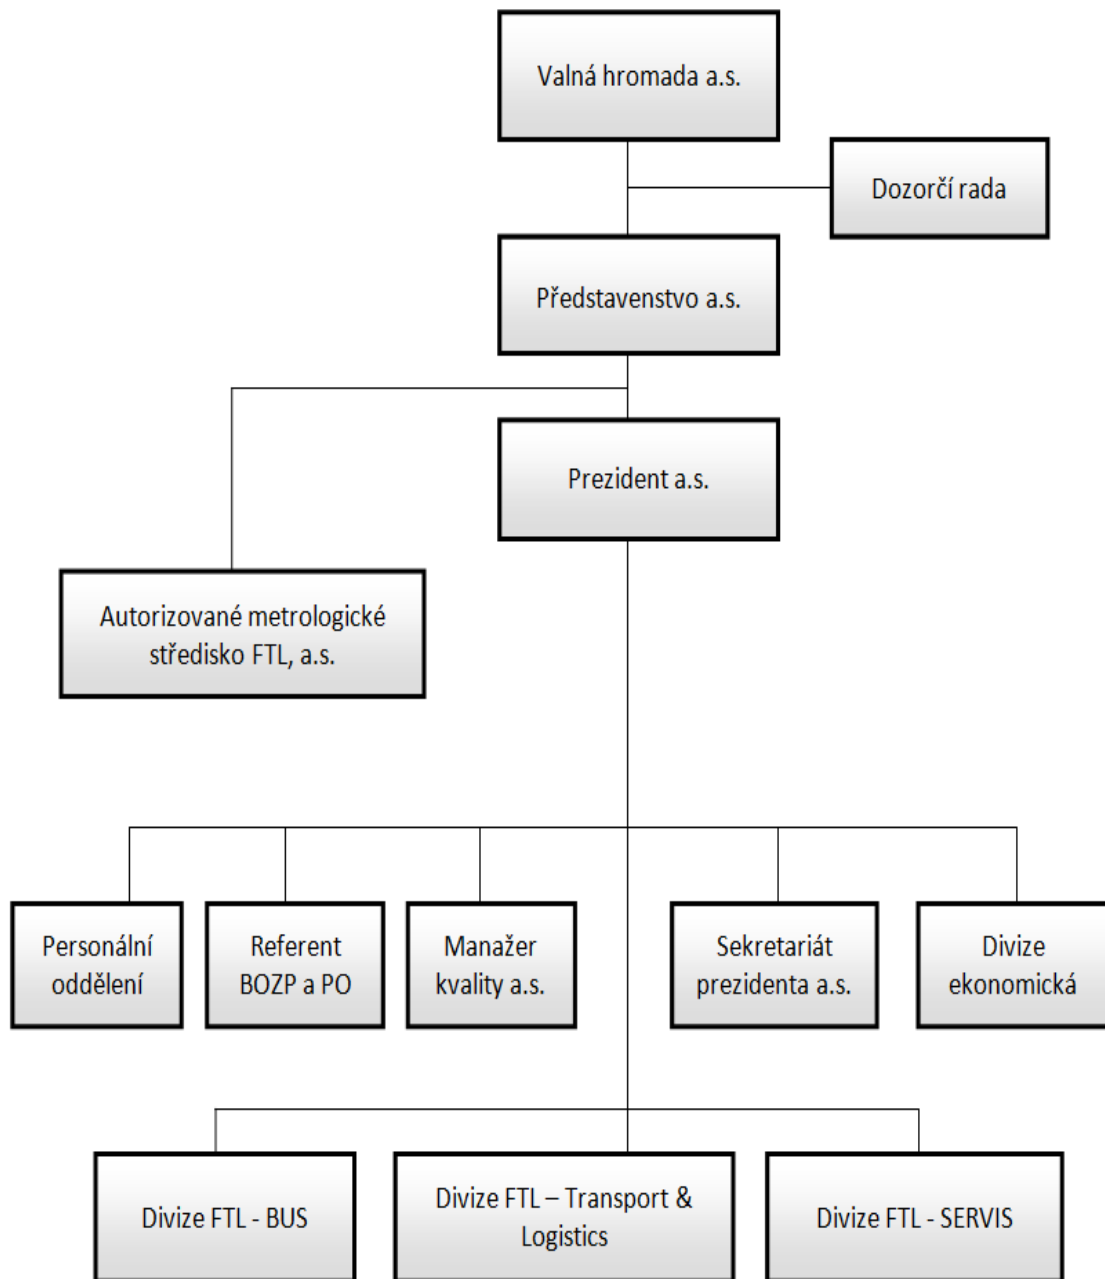 Valná hromada a.s.
Dozorčí rada
Představenstvo a.s.
Prezident a.s.
Autorizované metrologické
středisko FTL, a.s.
Personální
oddělení
Referent
BOZP a PO
Manažer
kvality a.s.
Sekretariát
prezidenta a.s.
Divize
ekonomická
Divize FTL - BUS
Divize FTL – Transport &
Logistics
Divize FTL - SERVIS